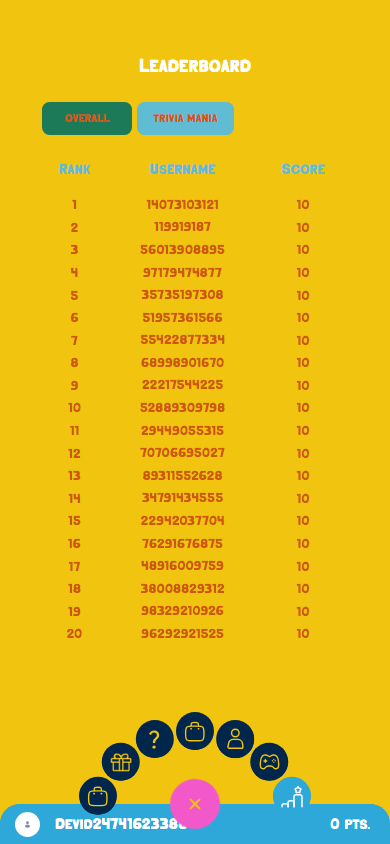 Leaderboard
OVERALL TRIVIA MANIA
Rank Username Score
1 14073103121 10
2 119919187 10
3 56013908895 10
4 97179474877 10
5 35735197308 10
6 51957361566 10
7 55422877334 10
8 68998901670 10
9 22217544225 10
10 52889309798 10
11 29449055315 10
12 70706695027 10
13 89311552628 10
14 34791434555 10
15 22942037704 10
16 76291676875 10
17 48916009759 10
18 38008829312 10
19 98329210926 10
20 96292921525 10
0 pts.